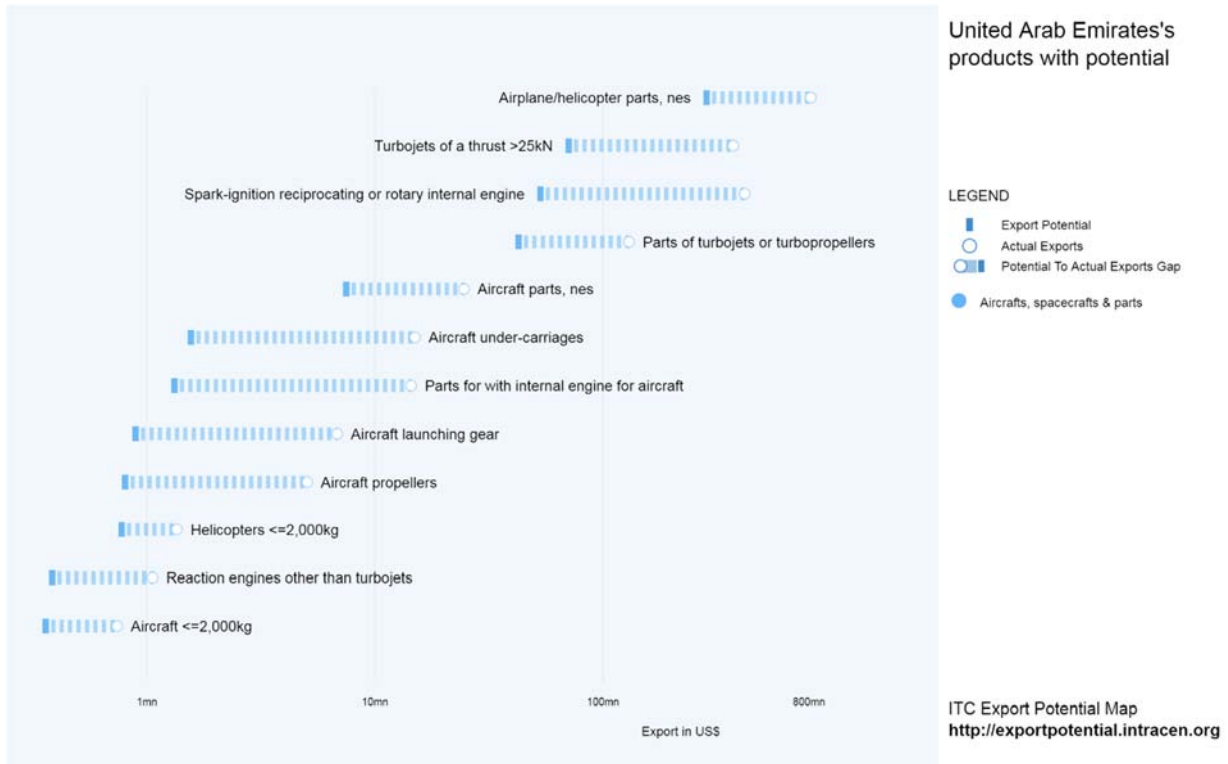 United Arab Emirates's
products with potential
Airplane/helicopter parts, nes
Turbojets of a thrust >25kN
Spark-ignition reciprocating or rotary internal engine
Parts of turbojets or turbopropellers
Aircraft parts, nes
Aircraft under-carriages
Parts for with internal engine for aircraft
Aircraft launching gear
Aircraft propellers
Helicopters <=2,000kg
Reaction engines other than turbojets
Aircraft <=2,000kg
1mn 10mn 100mn 800mn
Export in US$
LEGEND
Export Potential
Actual Exports
Potential To Actual Exports Gap
Aircrafts, spacecrafts & parts
ITC Export Potential Map
http://exportpotential.intracen.org